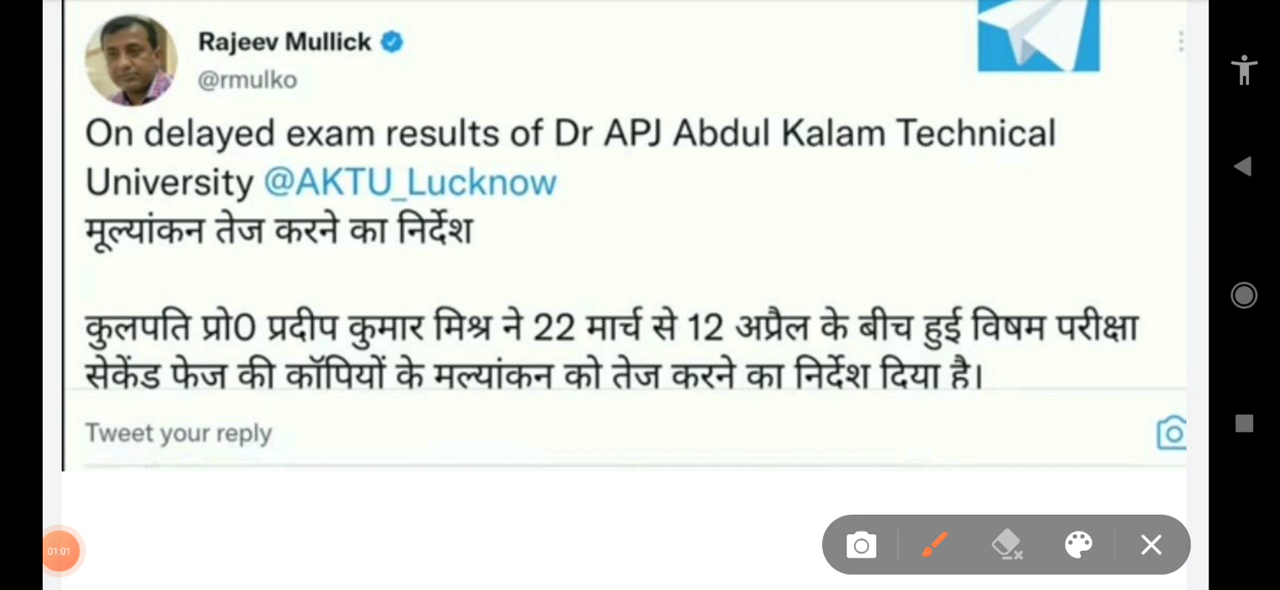 Rajeev Mullick
@rmulko
On delayed exam results of Dr APJ Abdul Kalam Technical
University @AKTU_Lucknow
मूल्यांकन तेज करने का निर्देश
कुलपति प्रो0 प्रदीप कुमार मिश्र ने 22 मार्च से 12 अप्रैल के बीच हुई विषम परीक्षा
सेकेंड फेज की कॉपियों के मल्यांकन को तेज करने का निर्देश दिया है।
Tweet your reply
01:01